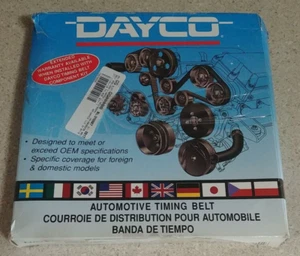 DAYCO
EXTENDED
WARRANTY AVAILABLE
WHEN INSTALLED WITH
DAYCO TIMING BELT
COMPONENT KIT
• Designed to meet or
exceed OEM specifications
• Specific coverage for foreign
& domestic models
AUTOMOTIVE TIMING BELT
COURROIE DE DISTRIBUTION POUR AUTOMOBILE
BANDA DE TIEMPO